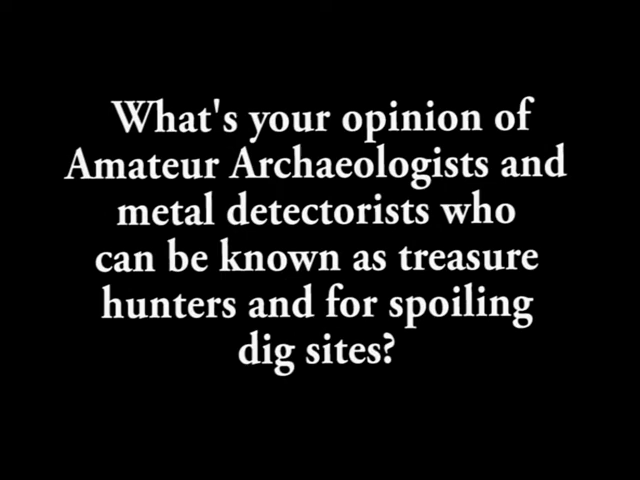 What's your opinion of
Amateur Archaeologists and
metal detectorists who
can be known as treasure
hunters and for spoiling
dig sites?